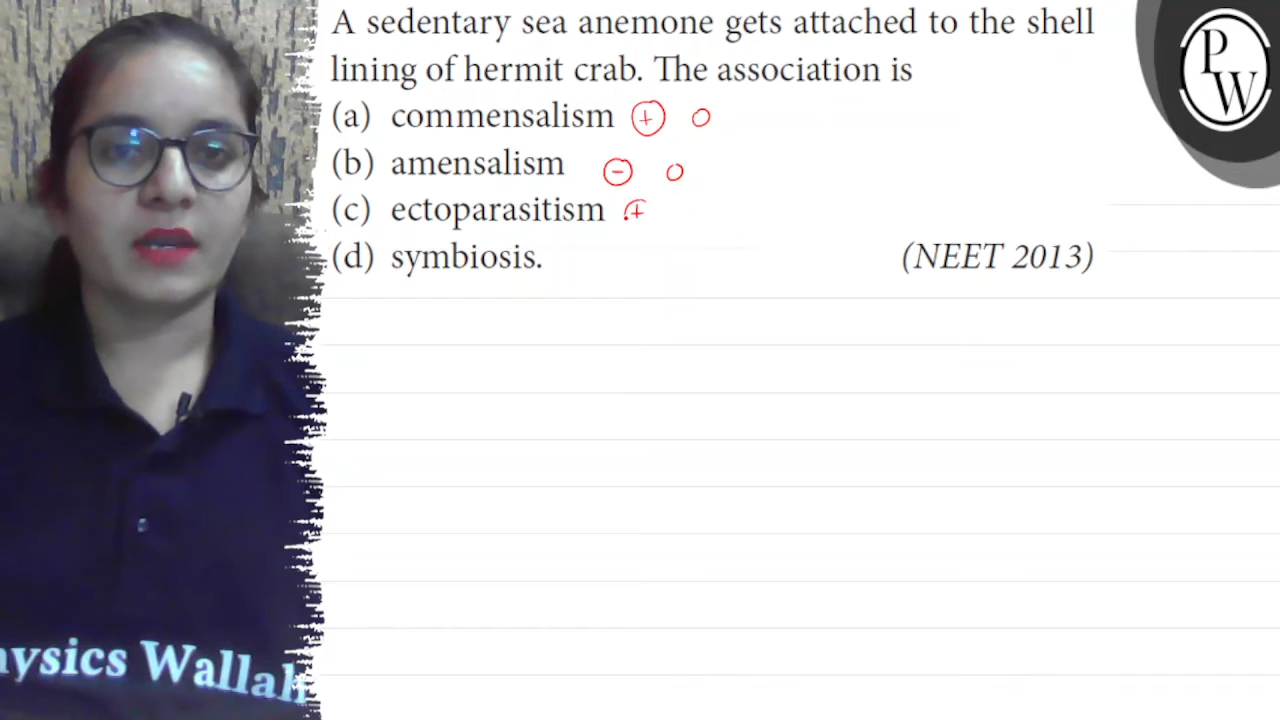 A sedentary sea anemone gets attached to the shell
lining of hermit crab. The association is
(a) commensalism + 0
(b) amensalism - 0
(c) ectoparasitism +
(d) symbiosis. (NEET 2013)
PW
ysics Wallah